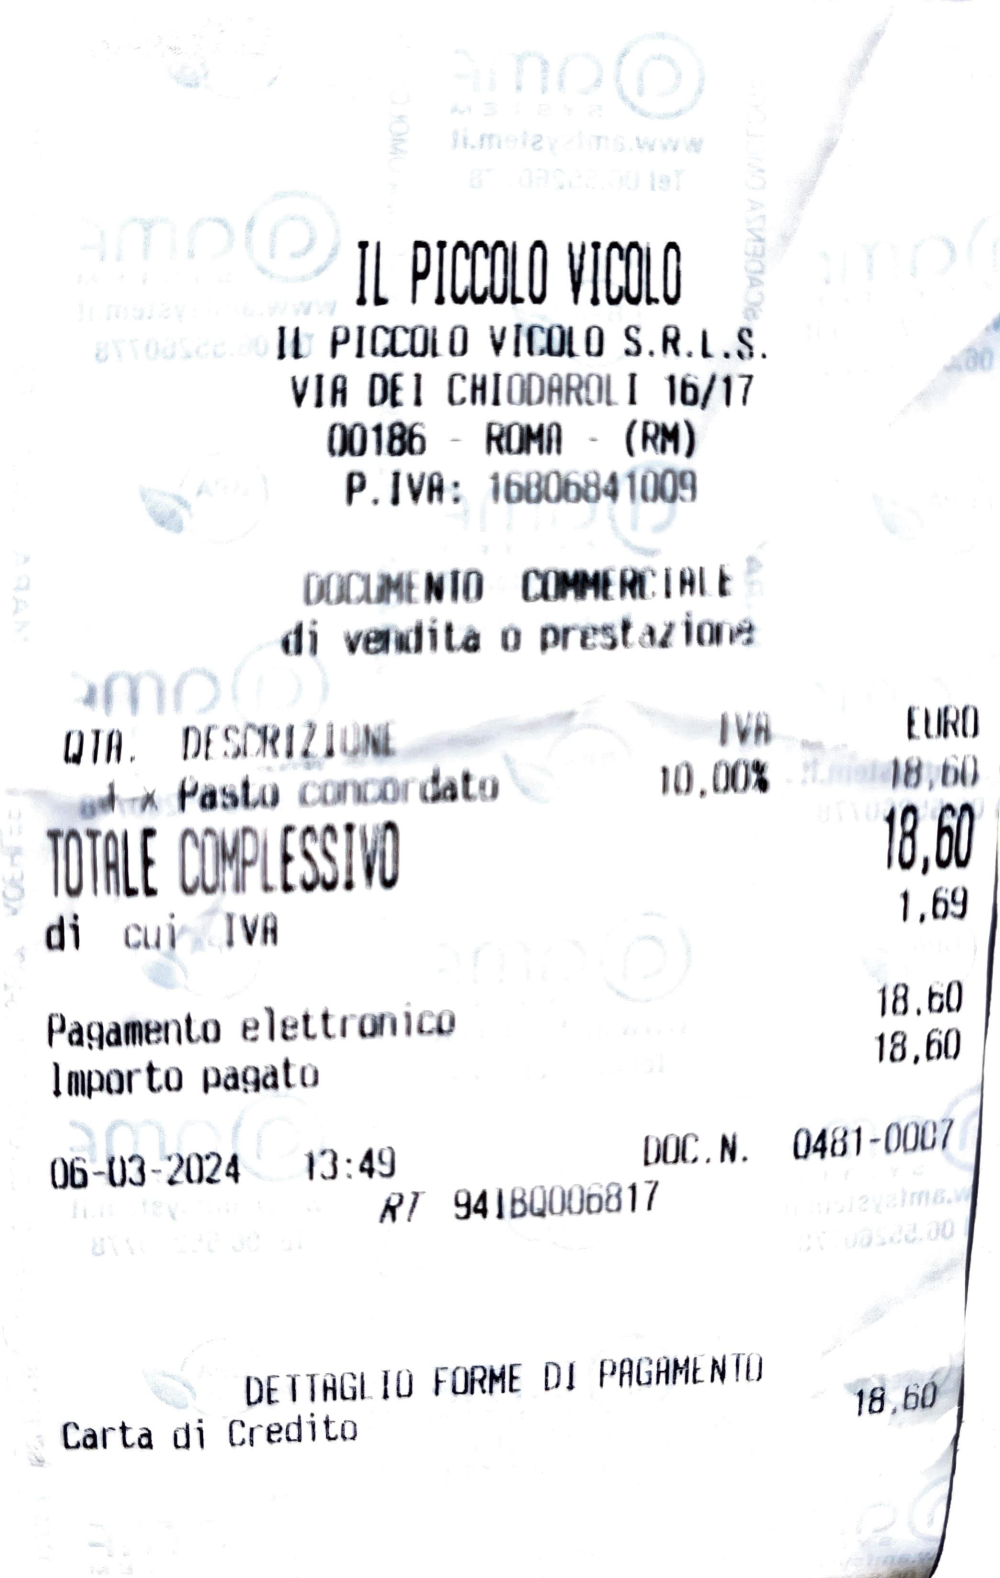 IL PICCOLO VICOLO
IL PICCOLO VICOLO S.R.L.S.
VIA DEI CHIODAROLI 16/17
00186 - ROMA - (RM)
P.IVA: 16806841009
DOCUMENTO COMMERCIALE
di vendita o prestazione
QTA. DESCRIZIONE IVA EURO
1 x Pasto concordato 10,00% 18,60
TOTALE COMPLESSIVO 18,60
di cui IVA 1,69
Pagamento elettronico 18,60
Importo pagato 18,60
06-03-2024 13:49 DOC.N. 0481-0007
RT 94IBQ006817
DETTAGLIO FORME DI PAGAMENTO
Carta di Credito 18,60